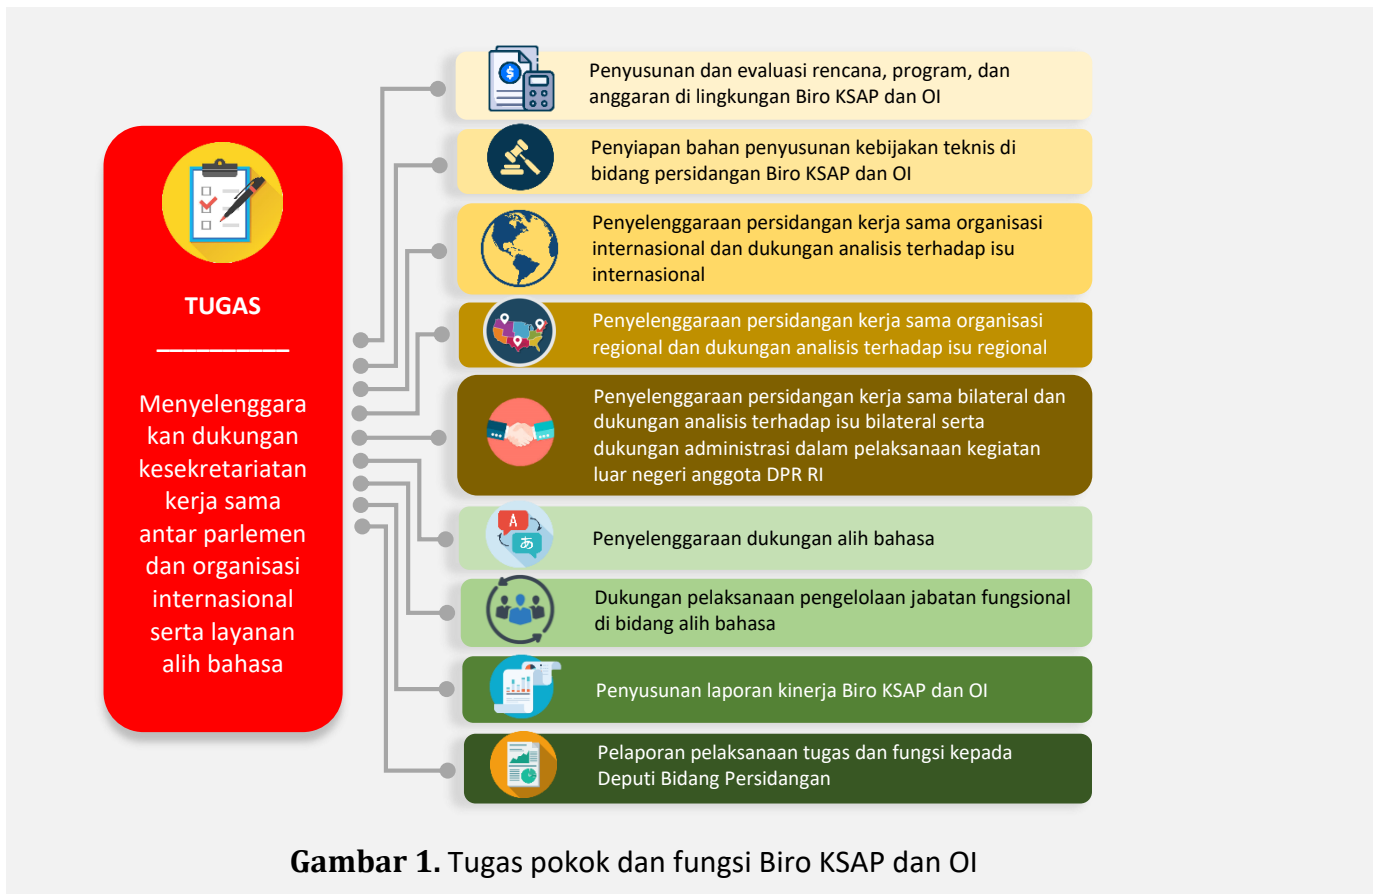 TUGAS
Menyelenggara
kan dukungan
kesekretariatan
kerja sama
antar parlemen
dan organisasi
internasional
serta layanan
alih bahasa
Penyusunan dan evaluasi rencana, program, dan
anggaran di lingkungan Biro KSAP dan OI
Penyiapan bahan penyusunan kebijakan teknis di
bidang persidangan Biro KSAP dan OI
Penyelenggaraan persidangan kerja sama organisasi
internasional dan dukungan analisis terhadap isu
internasional
Penyelenggaraan persidangan kerja sama organisasi
regional dan dukungan analisis terhadap isu regional
Penyelenggaraan persidangan kerja sama bilateral dan
dukungan analisis terhadap isu bilateral serta
dukungan administrasi dalam pelaksanaan kegiatan
luar negeri anggota DPR RI
A
あ
Penyelenggaraan dukungan alih bahasa
Dukungan pelaksanaan pengelolaan jabatan fungsional
di bidang alih bahasa
Penyusunan laporan kinerja Biro KSAP dan OI
Pelaporan pelaksanaan tugas dan fungsi kepada
Deputi Bidang Persidangan
Gambar 1. Tugas pokok dan fungsi Biro KSAP dan OI